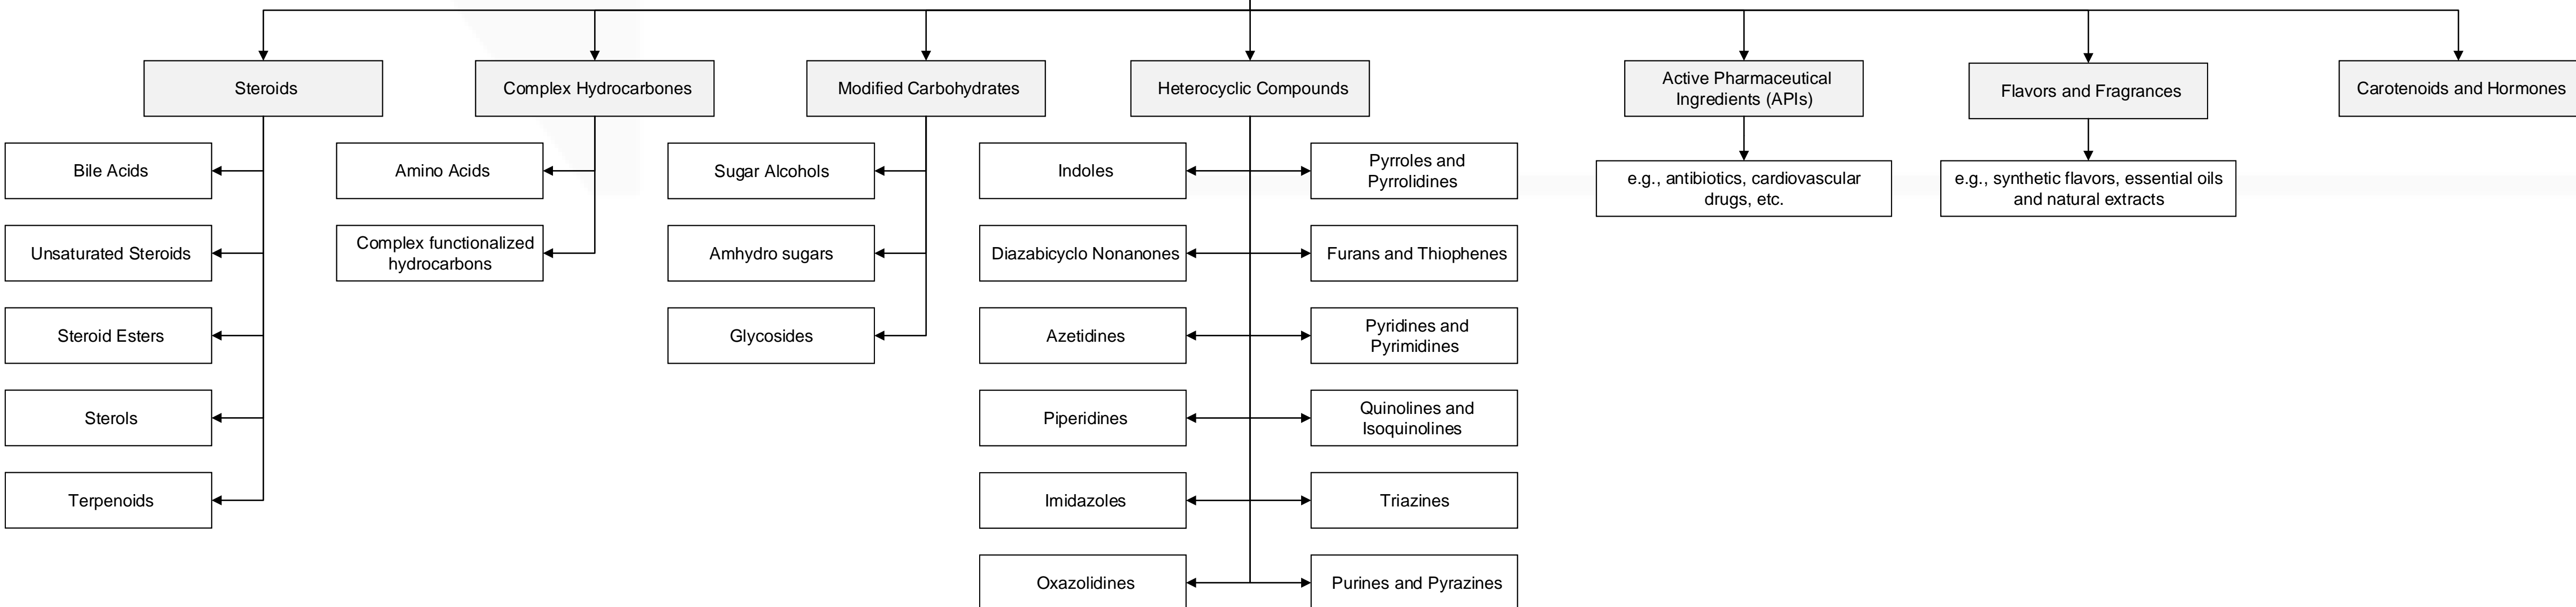 Steroids
Complex Hydrocarbones
Modified Carbohydrates
Heterocyclic Compounds
Active Pharmaceutical
Ingredients (APIs)
Flavors and Fragrances
Carotenoids and Hormones
Bile Acids
Unsaturated Steroids
Steroid Esters
Sterols
Terpenoids
Amino Acids
Complex functionalized
hydrocarbons
Sugar Alcohols
Amhydro sugars
Glycosides
Indoles
Diazabicyclo Nonanones
Azetidines
Piperidines
Imidazoles
Oxazolidines
Pyrroles and
Pyrrolidines
Furans and Thiophenes
Pyridines and
Pyrimidines
Quinolines and
Isoquinolines
Triazines
Purines and Pyrazines
e.g., antibiotics, cardiovascular
drugs, etc.
e.g., synthetic flavors, essential oils
and natural extracts